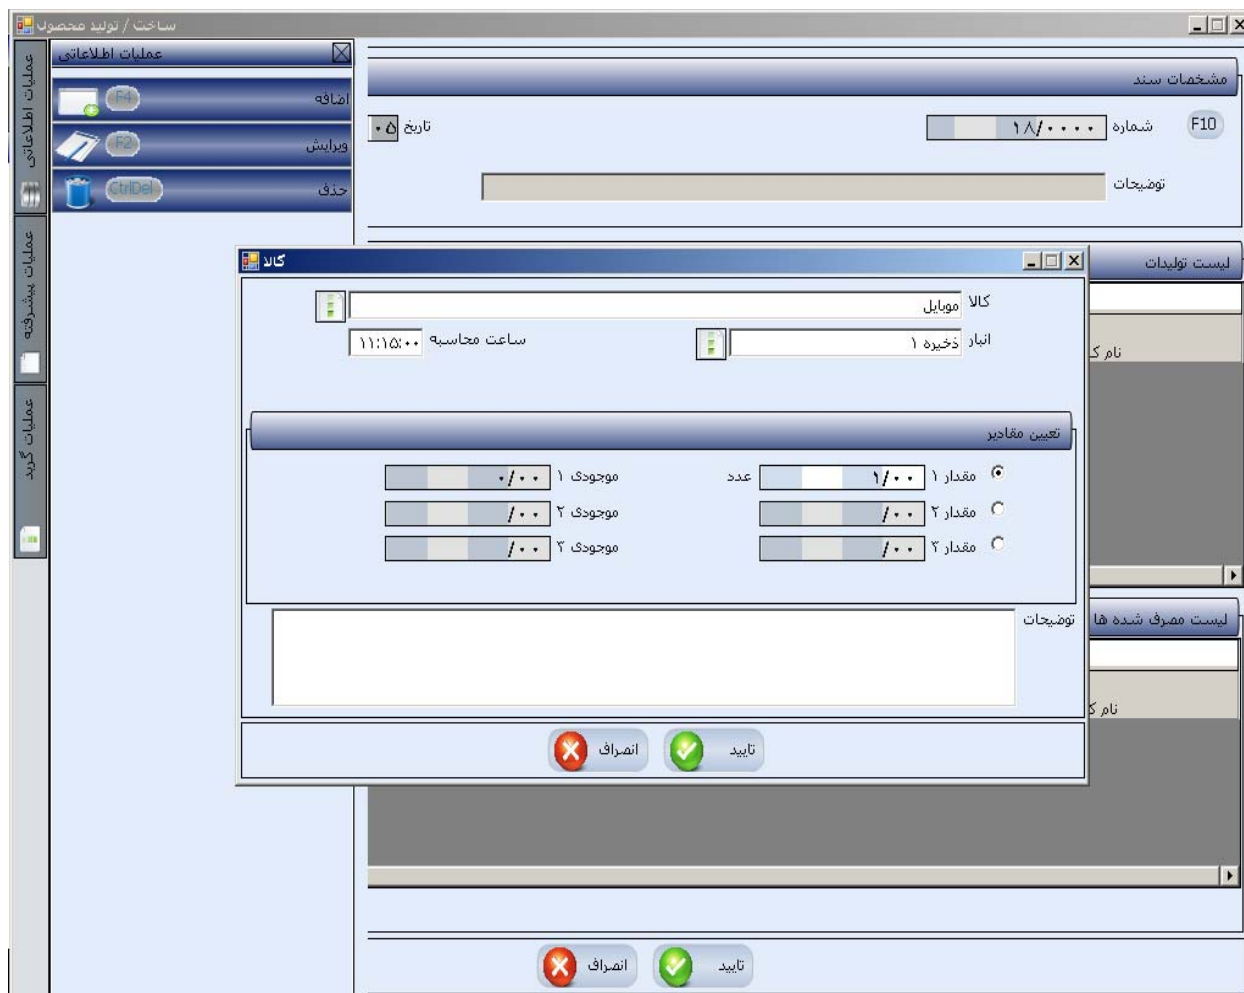 ساخت / تولید محصول
مشخصات سند
F10
شماره ۱۸/۰۰۰۰
تاریخ ۰۵
توضیحات
لیست تولیدات
نام ک
لیست مصرف شده ها
نام ک
تایید
انصراف
عملیات اطلاعاتی
اضافه F4
ویرایش F2
حذف CtrlDel
عملیات اطلاعاتی
عملیات پیشرفته
عملیات گرید
کالا
کالا موبایل
انبار ذخیره ۱
ساعت محاسبه ۱۱:۱۵:۰۰
تعیین مقادیر
مقدار ۱ ۱/۰۰ عدد موجودی ۱ ۰/۰۰
مقدار ۲ /۰۰ موجودی ۲ /۰۰
مقدار ۳ /۰۰ موجودی ۳ /۰۰
توضیحات
تایید
انصراف